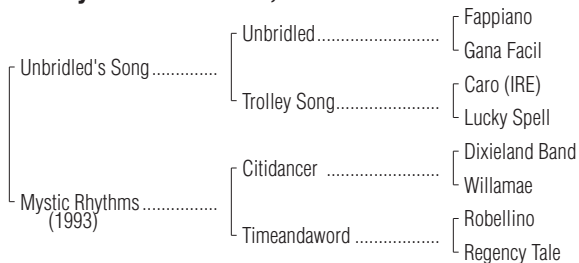 Fappiano
Unbridled
Gana Facil
Unbridled's Song
Caro (IRE)
Trolley Song
Lucky Spell
Dixieland Band
Citidancer
Willamae
Mystic Rhythms
(1993)
Robellino
Timeandaword
Regency Tale